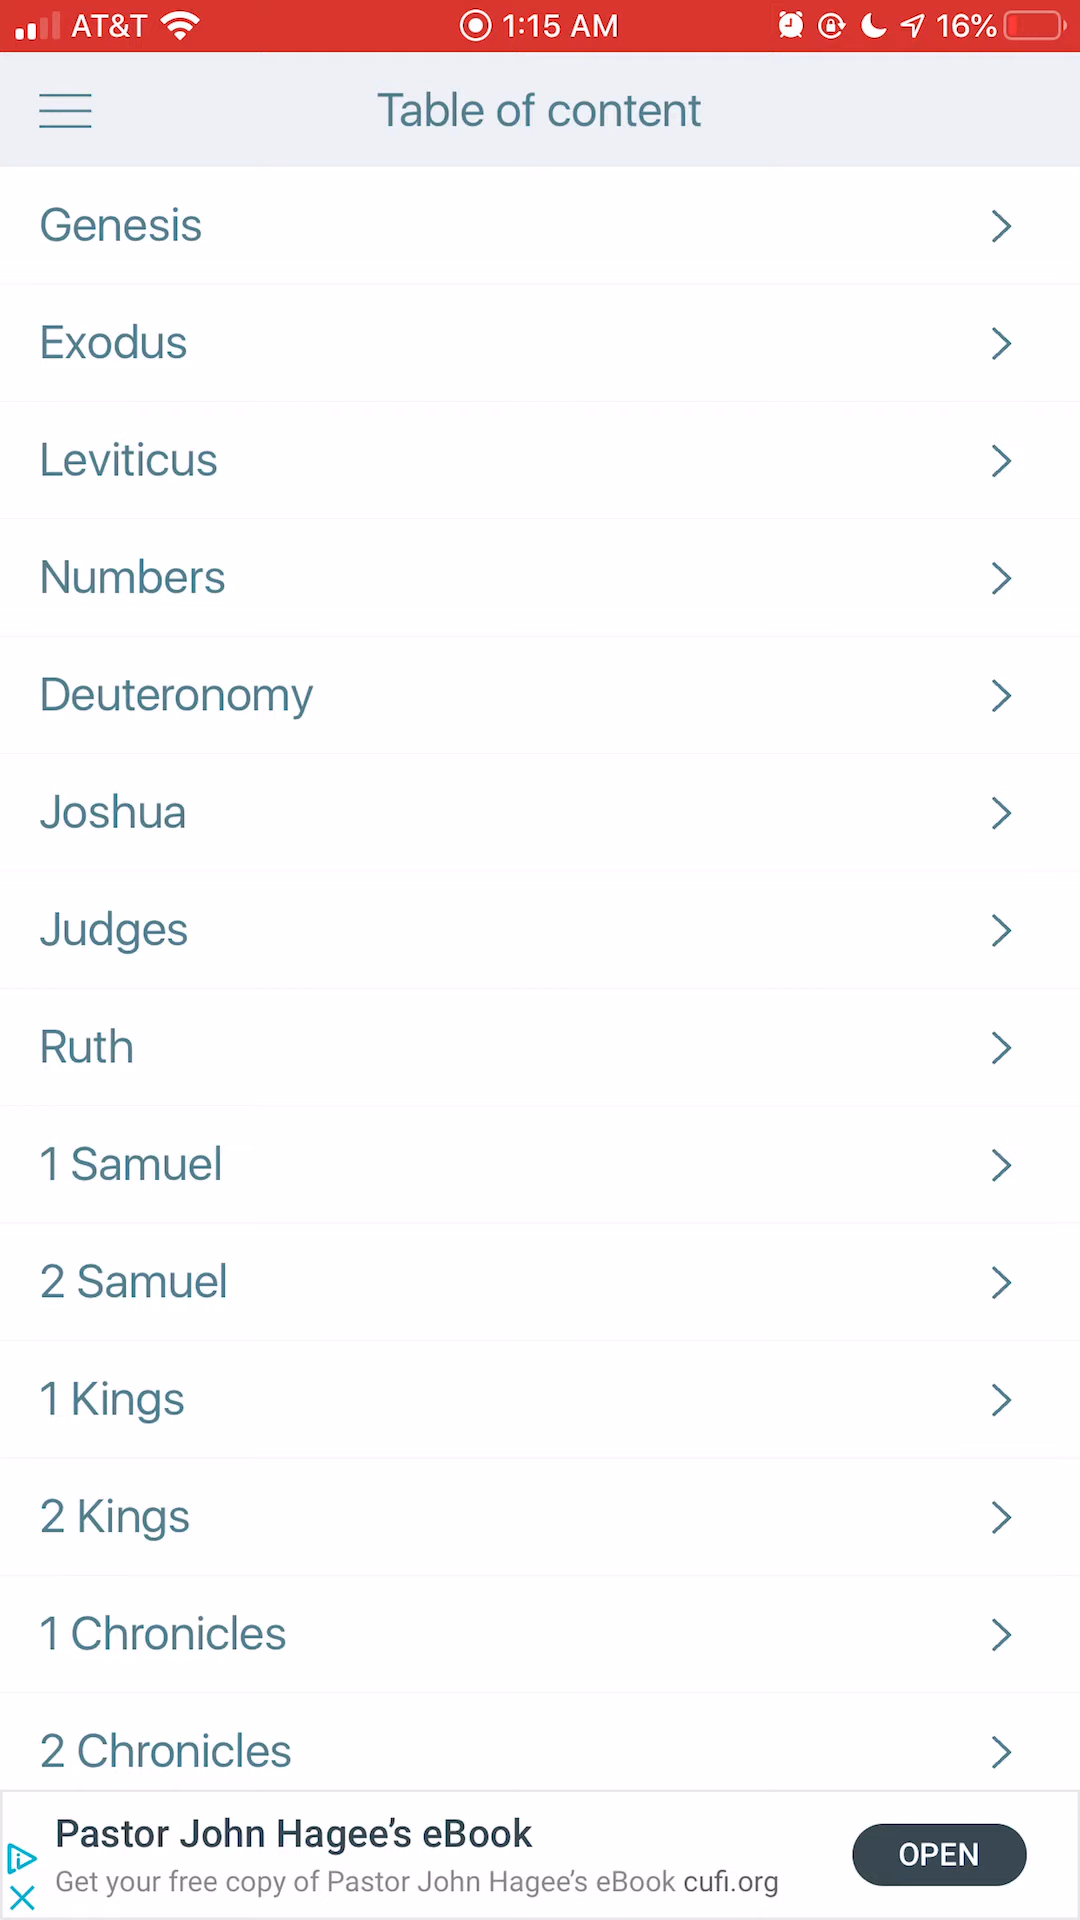 AT&T 1:15 AM 16%
Table of content
Genesis
Exodus
Leviticus
Numbers
Deuteronomy
Joshua
Judges
Ruth
1 Samuel
2 Samuel
1 Kings
2 Kings
1 Chronicles
2 Chronicles
Pastor John Hagee’s eBook
Get your free copy of Pastor John Hagee’s eBook cufi.org
OPEN